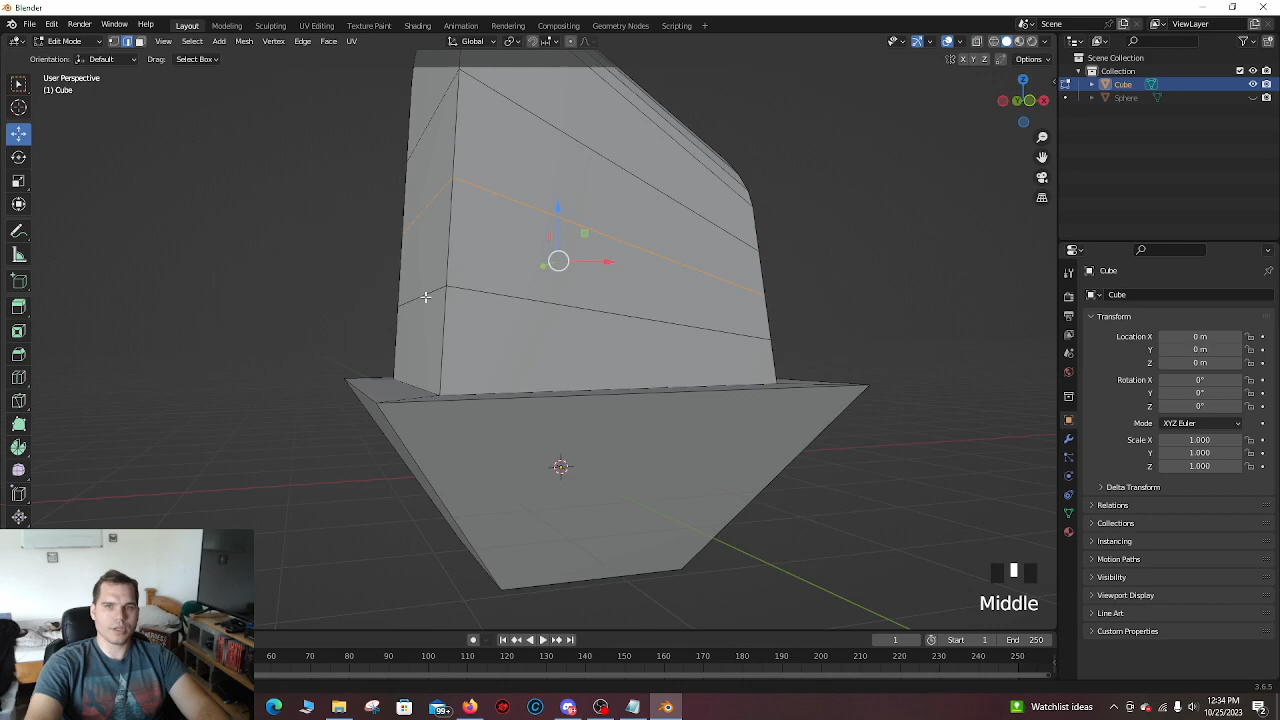 Blender
File Edit Render Window Help Layout Modeling Sculpting UV Editing Texture Paint Shading Animation Rendering Compositing Geometry Nodes Scripting + Scene ViewLayer
Edit Mode View Select Add Mesh Vertex Edge Face UV Global
Orientation: Default Drag: Select Box X Y Z Options
User Perspective
(1) Cube
Z
Y X
Scene Collection
Collection
Cube
Sphere
Cube
Cube
Transform
Location X 0 m
Y 0 m
Z 0 m
Rotation X 0°
Y 0°
Z 0°
Mode XYZ Euler
Scale X 1.000
Y 1.000
Z 1.000
Delta Transform
Relations
Collections
Instancing
Motion Paths
Visibility
Viewport Display
Line Art
Custom Properties
Middle
1 Start 1 End 250
60 70 80 90 100 110 120 130 140 150 160 170 180 190 200 210 220 230 240 250
3.6.5
99+
Watchlist ideas
12:34 PM
10/25/2023